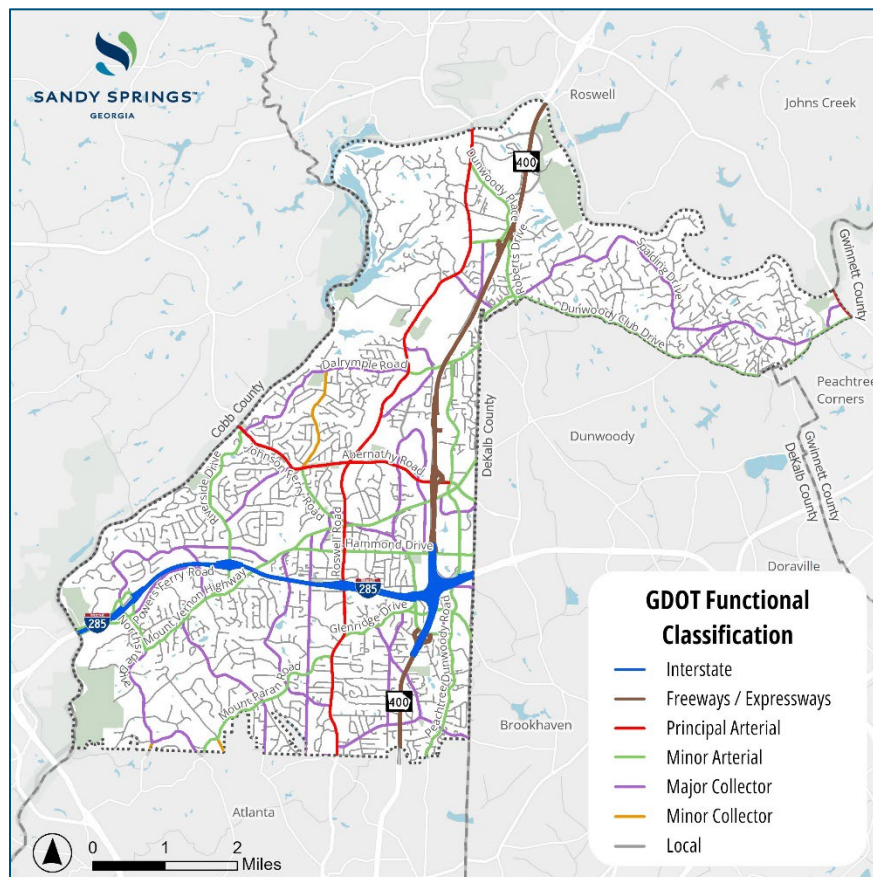 SANDY SPRINGS™
GEORGIA
Roswell
Johns Creek
400
Dunwoody Place
Roberts Drive
Spalding Drive
Gwinnett County
Dunwoody Club Drive
Dalrymple Road
Peachtree
Corners
Cobb County
DeKalb County
Dunwoody
Gwinnett County
DeKalb County
Johnson Ferry Road
Abernathy Road
Riverside Drive
Roswell Road
Hammond Drive
Doraville
Powers Ferry Road
285
Mount Vernon Highway
285
Northside Drive
Glenridge Drive
Peachtree Dunwoody Road
Mount Paran Road
400
Brookhaven
Atlanta
0 1 2
Miles
GDOT Functional
Classification
Interstate
Freeways / Expressways
Principal Arterial
Minor Arterial
Major Collector
Minor Collector
Local